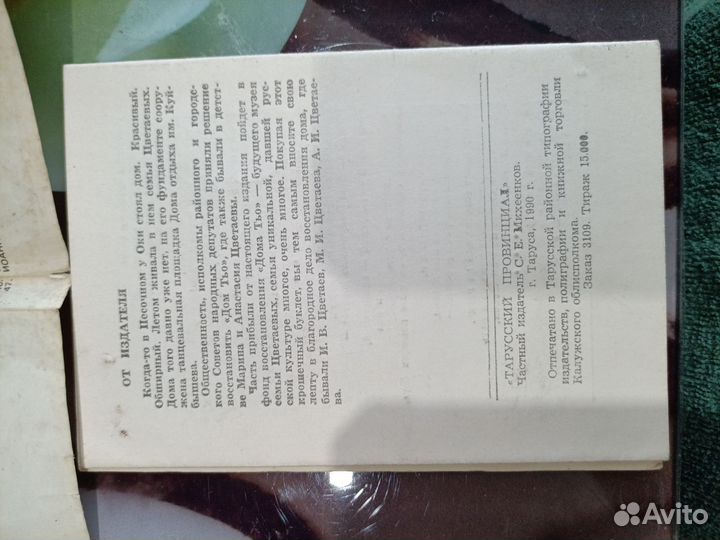 ОТ ИЗДАТЕЛЯ
Когда-то в Песочном у Оки стоял дом. Красивый.
Обширный. Летом живала в нем семья Цветаевых.
Дома того давно уже нет, на его фундаменте соору-
жена танцевальная площадка Дома отдыха им. Куй-
бышева.
Общественность, исполкомы районного и городс-
кого Советов народных депутатов приняли решение
восстановить «Дом Тьо», где также бывали в детст-
ве Марина и Анастасия Цветаевы.
Часть прибыли от настоящего издания пойдет в
фонд восстановления «Дома Тьо» — будущего музея
семьи Цветаевых, семьи уникальной, давшей рус-
ской культуре многое, очень многое. Покупая этот
крошечный буклет, вы тем самым вносите свою
лепту в благородное дело восстановления дома, где
бывали И. В. Цветаев, М. И. Цветаева, А. И. Цветае-
ва.
«ТАРУССКИЙ ПРОВИНЦИАЛ»
Частный издатель С. Е. Михеенков.
г. Таруса, 1990 г.
Отпечатано в Тарусской районной типографии
издательств, полиграфии и книжной торговли
Калужского облисполкома.
Заказ 3109. Тираж 15.000.
47,
Avito